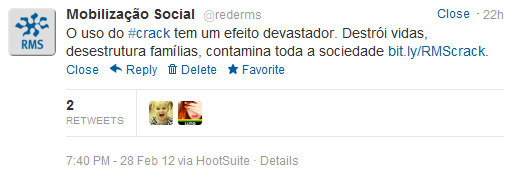 Mobilização Social @rederms Close · 22h
O uso do #crack tem um efeito devastador. Destrói vidas,
desestrutura famílias, contamina toda a sociedade bit.ly/RMScrack.
Close Reply Delete Favorite
RMS
2
RETWEETS
7:40 PM - 28 Feb 12 via HootSuite · Details